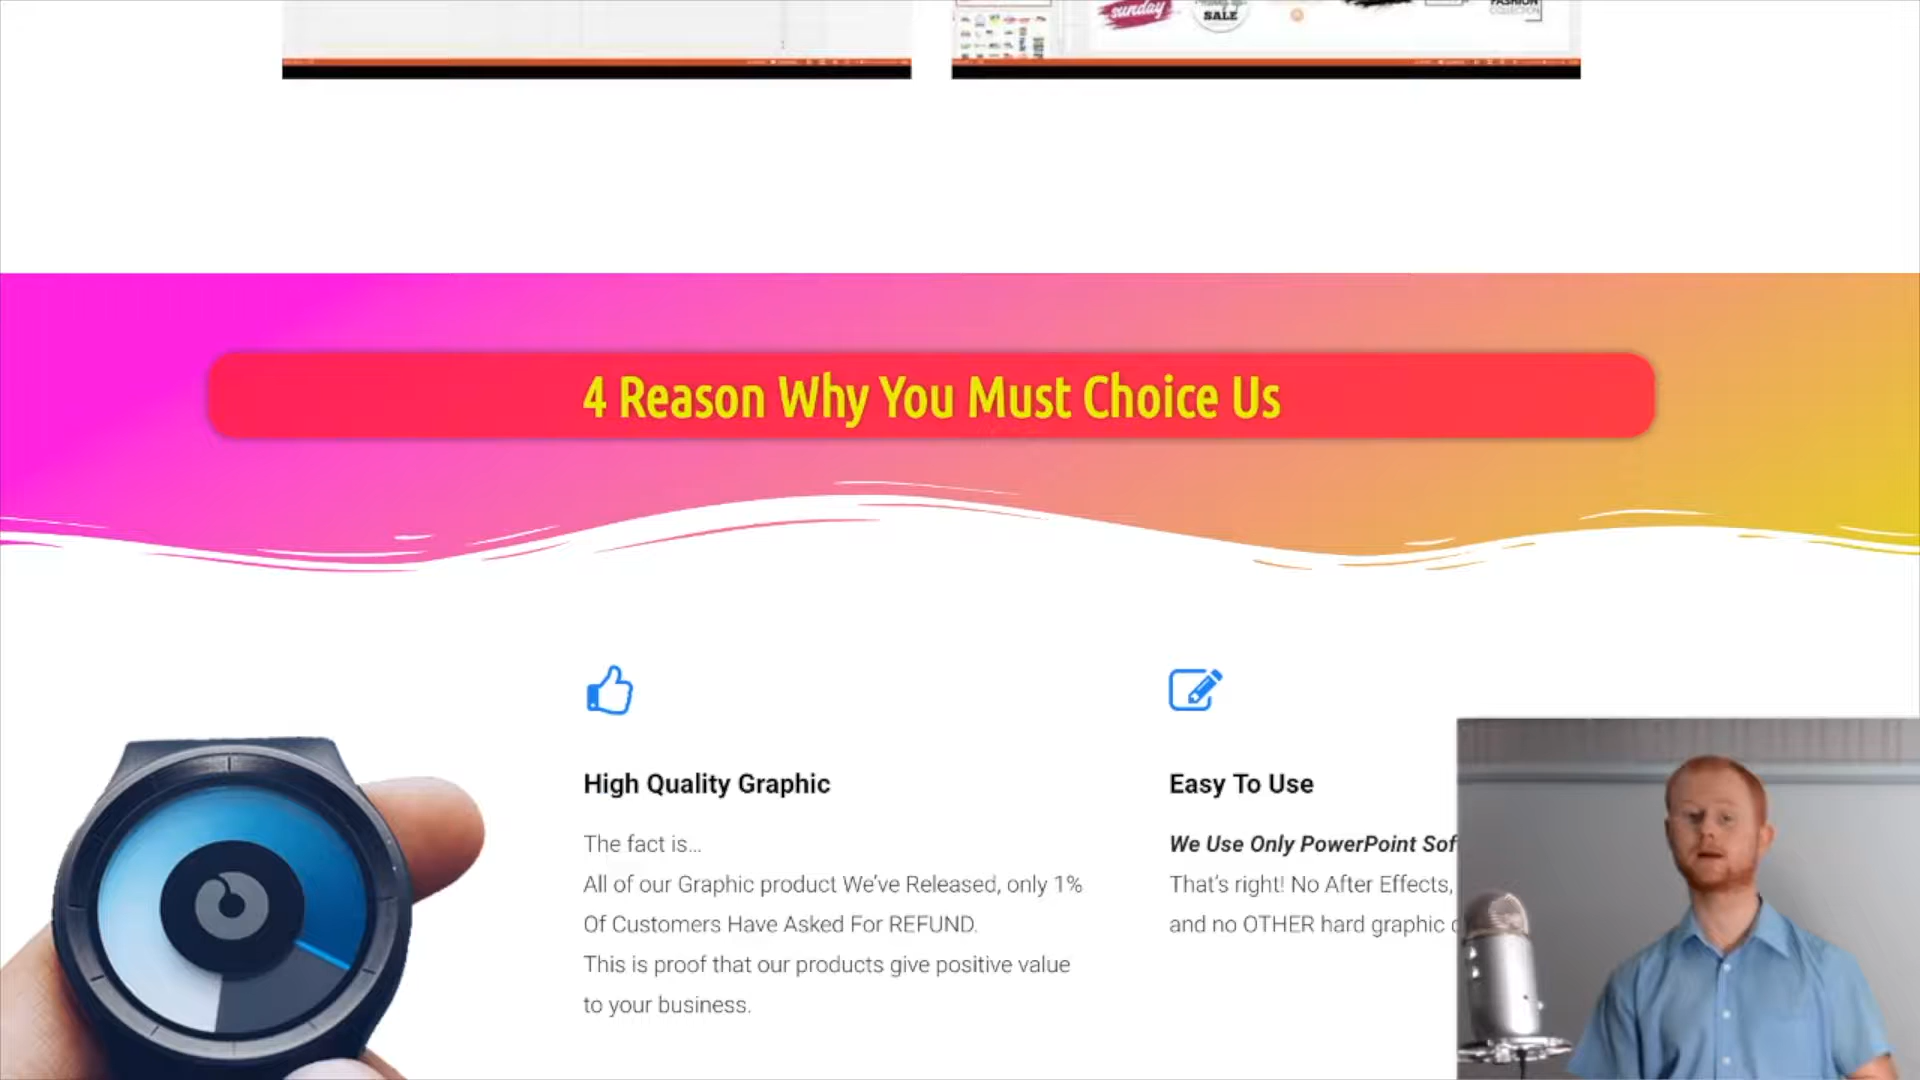 sunday
SALE
FASHION
COLLECTION
4 Reason Why You Must Choice Us
High Quality Graphic
The fact is...
All of our Graphic product We've Released, only 1%
Of Customers Have Asked For REFUND.
This is proof that our products give positive value
to your business.
Easy To Use
We Use Only PowerPoint Sof
That's right! No After Effects,
and no OTHER hard graphic